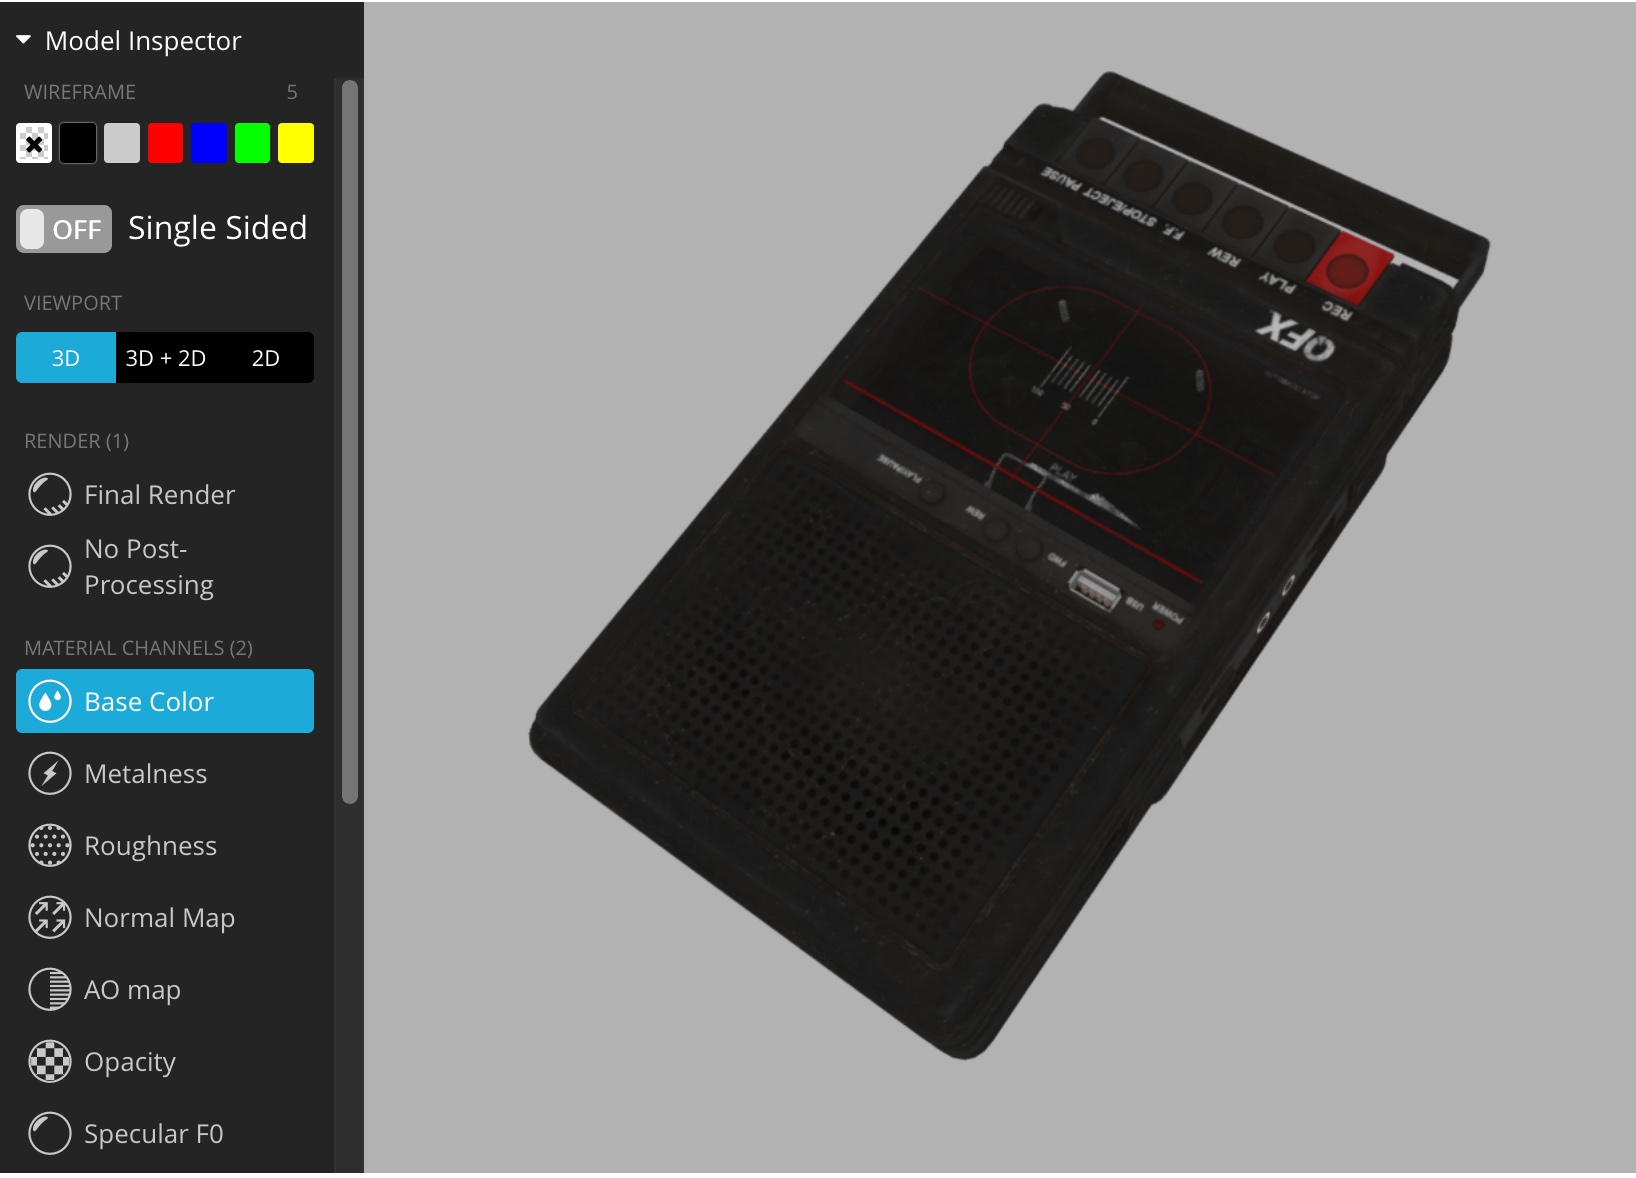 Model Inspector
WIREFRAME 5
OFF Single Sided
VIEWPORT
3D 3D + 2D 2D
RENDER (1)
Final Render
No Post-
Processing
MATERIAL CHANNELS (2)
Base Color
Metalness
Roughness
Normal Map
AO map
Opacity
Specular F0
PAUSE
STOP/EJECT
F.F.
REW
PLAY
REC
QFX
PLAY
PLAY/PAUSE
REW
FWD
USB
POWER